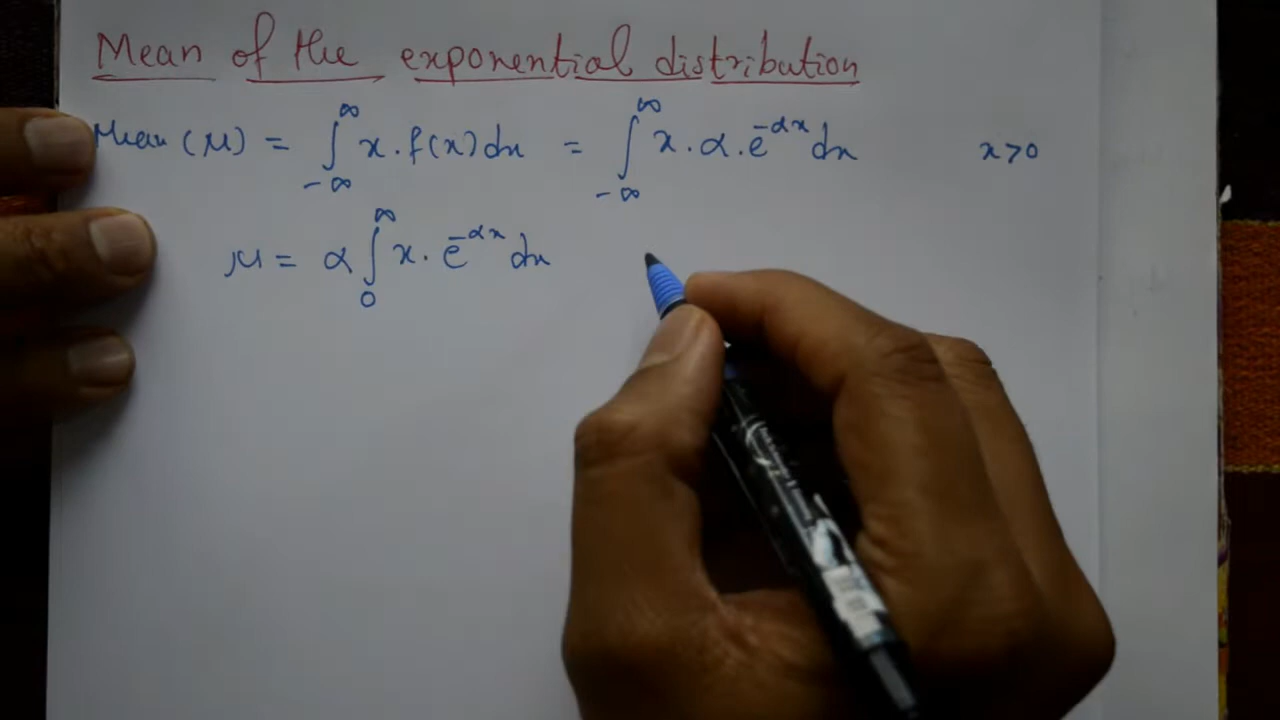 Mean of the exponential distribution
Mean (μ) = ∫_{-∞}^{∞} x . f(x) dx = ∫_{-∞}^{∞} x . α . e^{-αx} dx x > 0
μ = α ∫_{0}^{∞} x . e^{-αx} dx